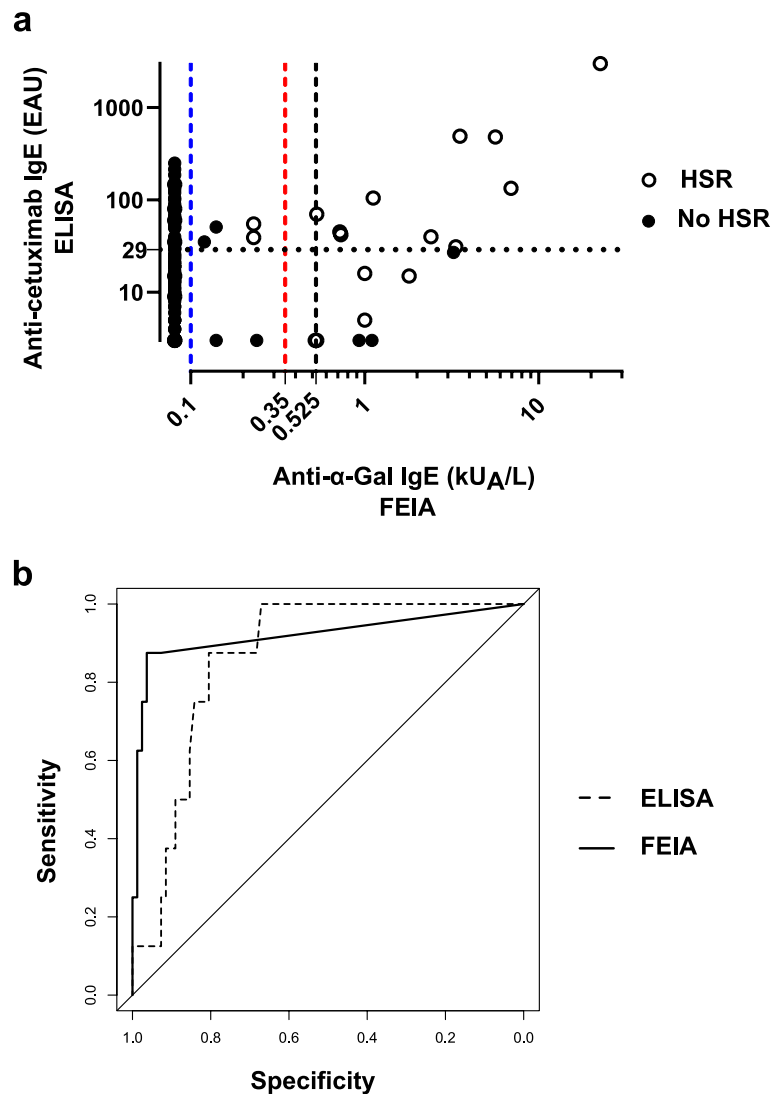 a
Anti-cetuximab IgE (EAU)
ELISA
1000
100
29
10
0.1
0.35
0.525
1
10
Anti-α-Gal IgE (kUA/L)
FEIA
HSR
No HSR
b
Sensitivity
1.0
0.8
0.6
0.4
0.2
0.0
1.0
0.8
0.6
0.4
0.2
0.0
Specificity
ELISA
FEIA